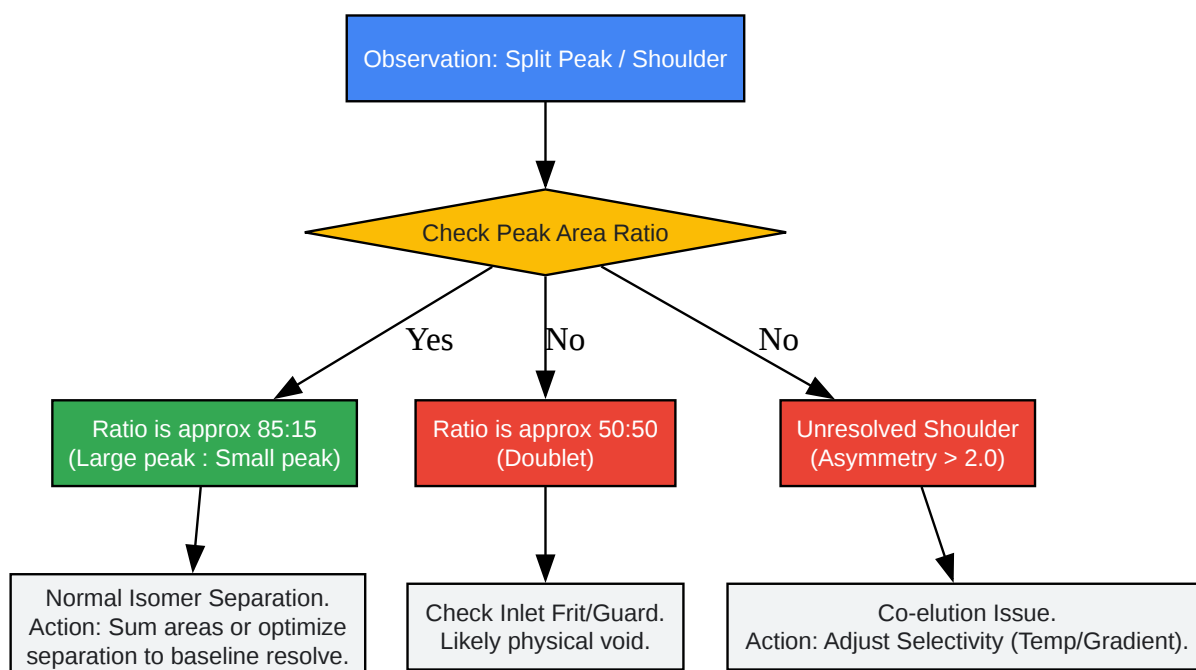 Observation: Split Peak / Shoulder
Check Peak Area Ratio
Yes
No
No
Ratio is approx 85:15
(Large peak : Small peak)
Ratio is approx 50:50
(Doublet)
Unresolved Shoulder
(Asymmetry > 2.0)
Normal Isomer Separation.
Action: Sum areas or optimize
separation to baseline resolve.
Check Inlet Frit/Guard.
Likely physical void.
Co-elution Issue.
Action: Adjust Selectivity (Temp/Gradient).